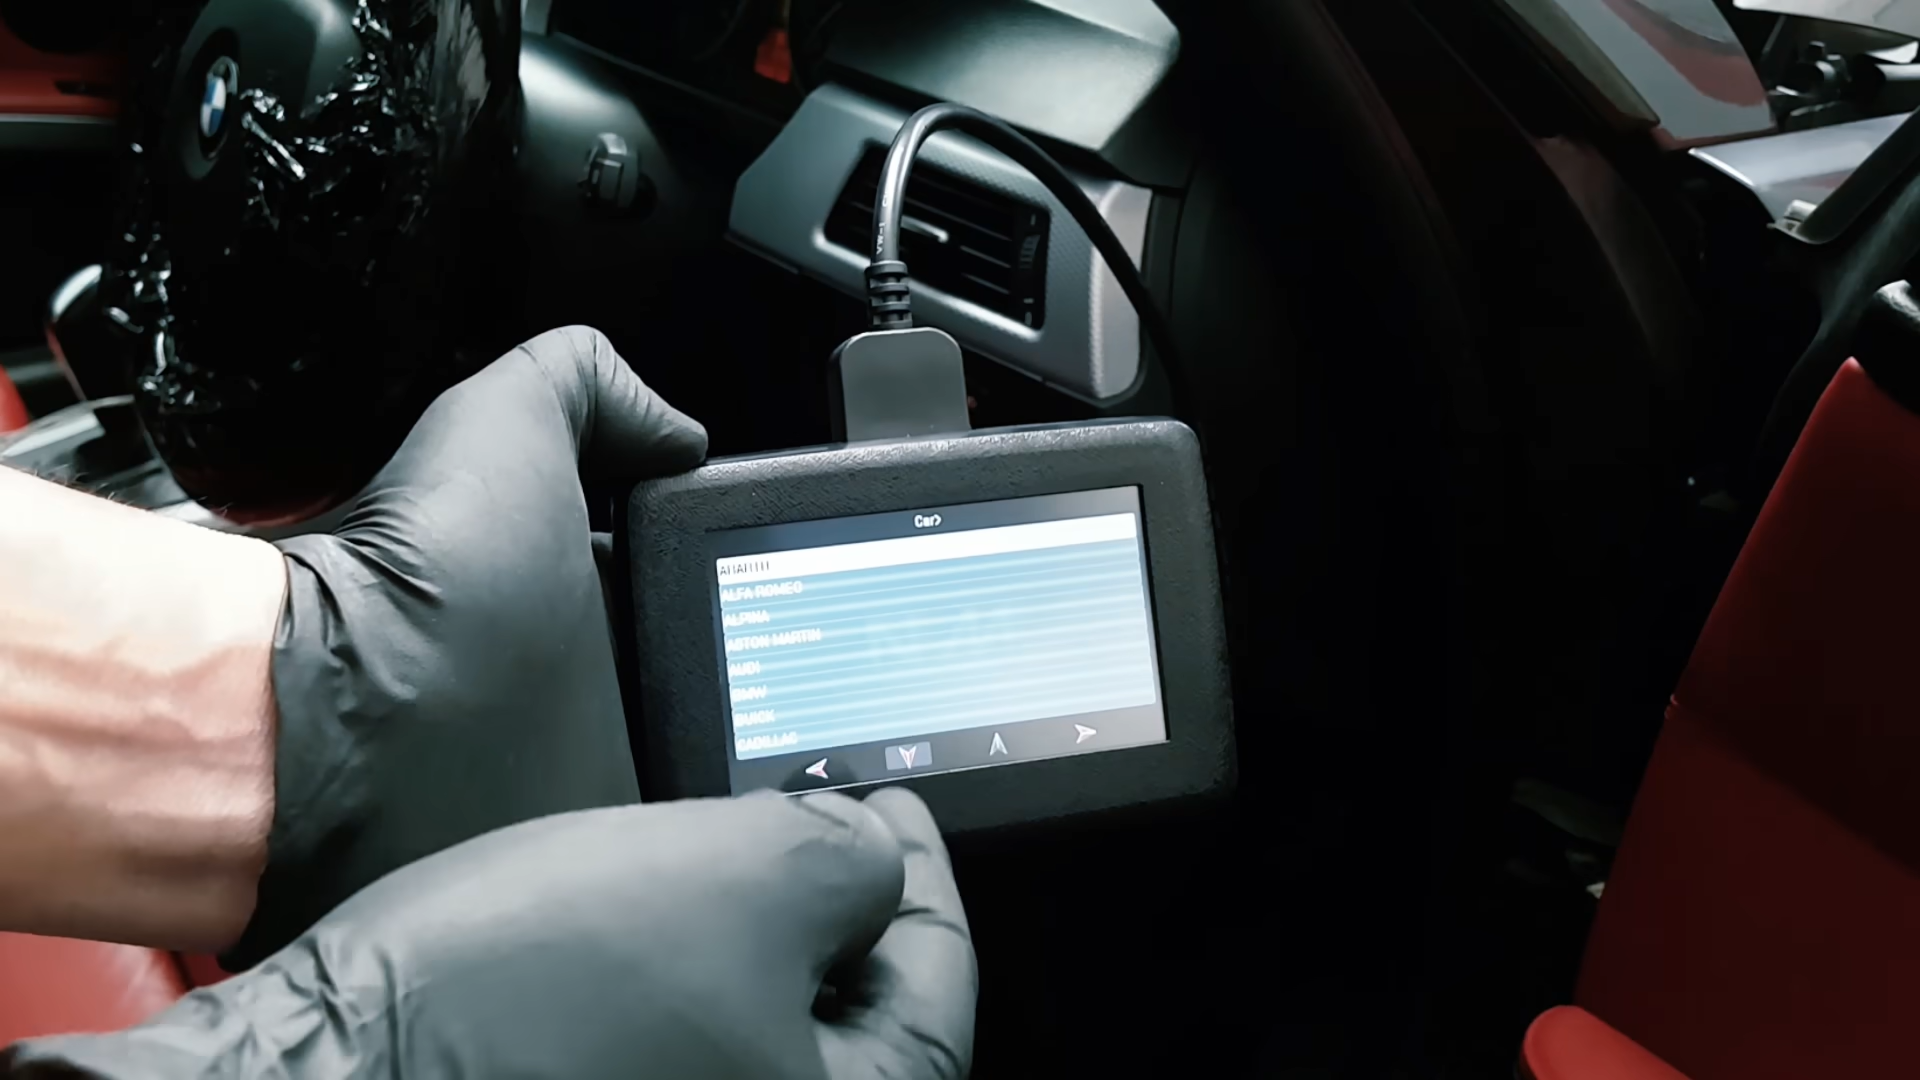 Car>
ABARTH
ALFA ROMEO
ALPINA
ASTON MARTIN
AUDI
BMW
BUICK
CADILLAC